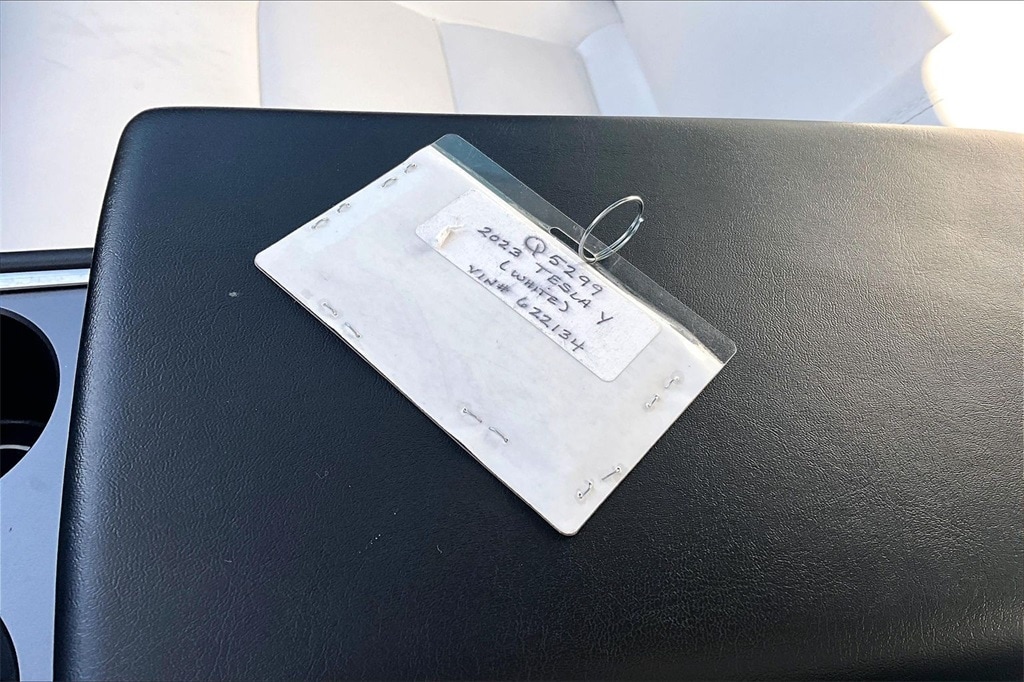 Q5299
2023 TESLA Y
(WHITE)
VIN# 622134